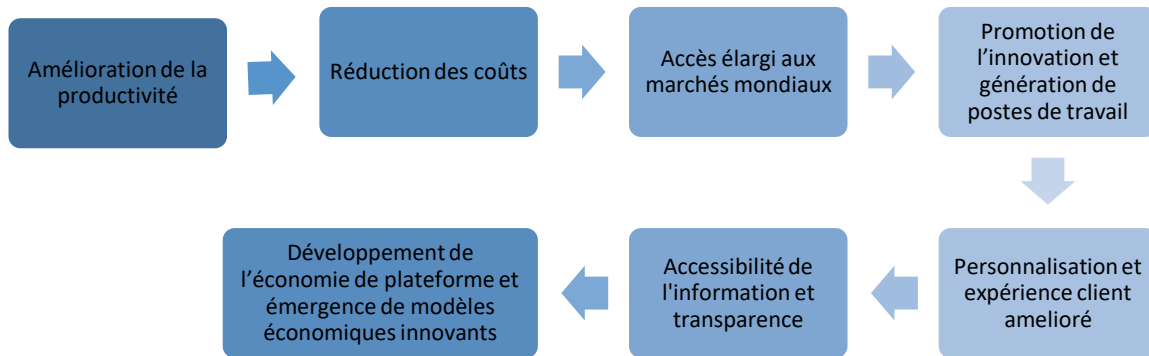 Amélioration de la
productivité
Réduction des coûts
Accès élargi aux
marchés mondiaux
Promotion de
l’innovation et
génération de
postes de travail
Personnalisation et
expérience client
amelioré
Accessibilité de
l'information et
transparence
Développement de
l’économie de plateforme et
émergence de modèles
économiques innovants